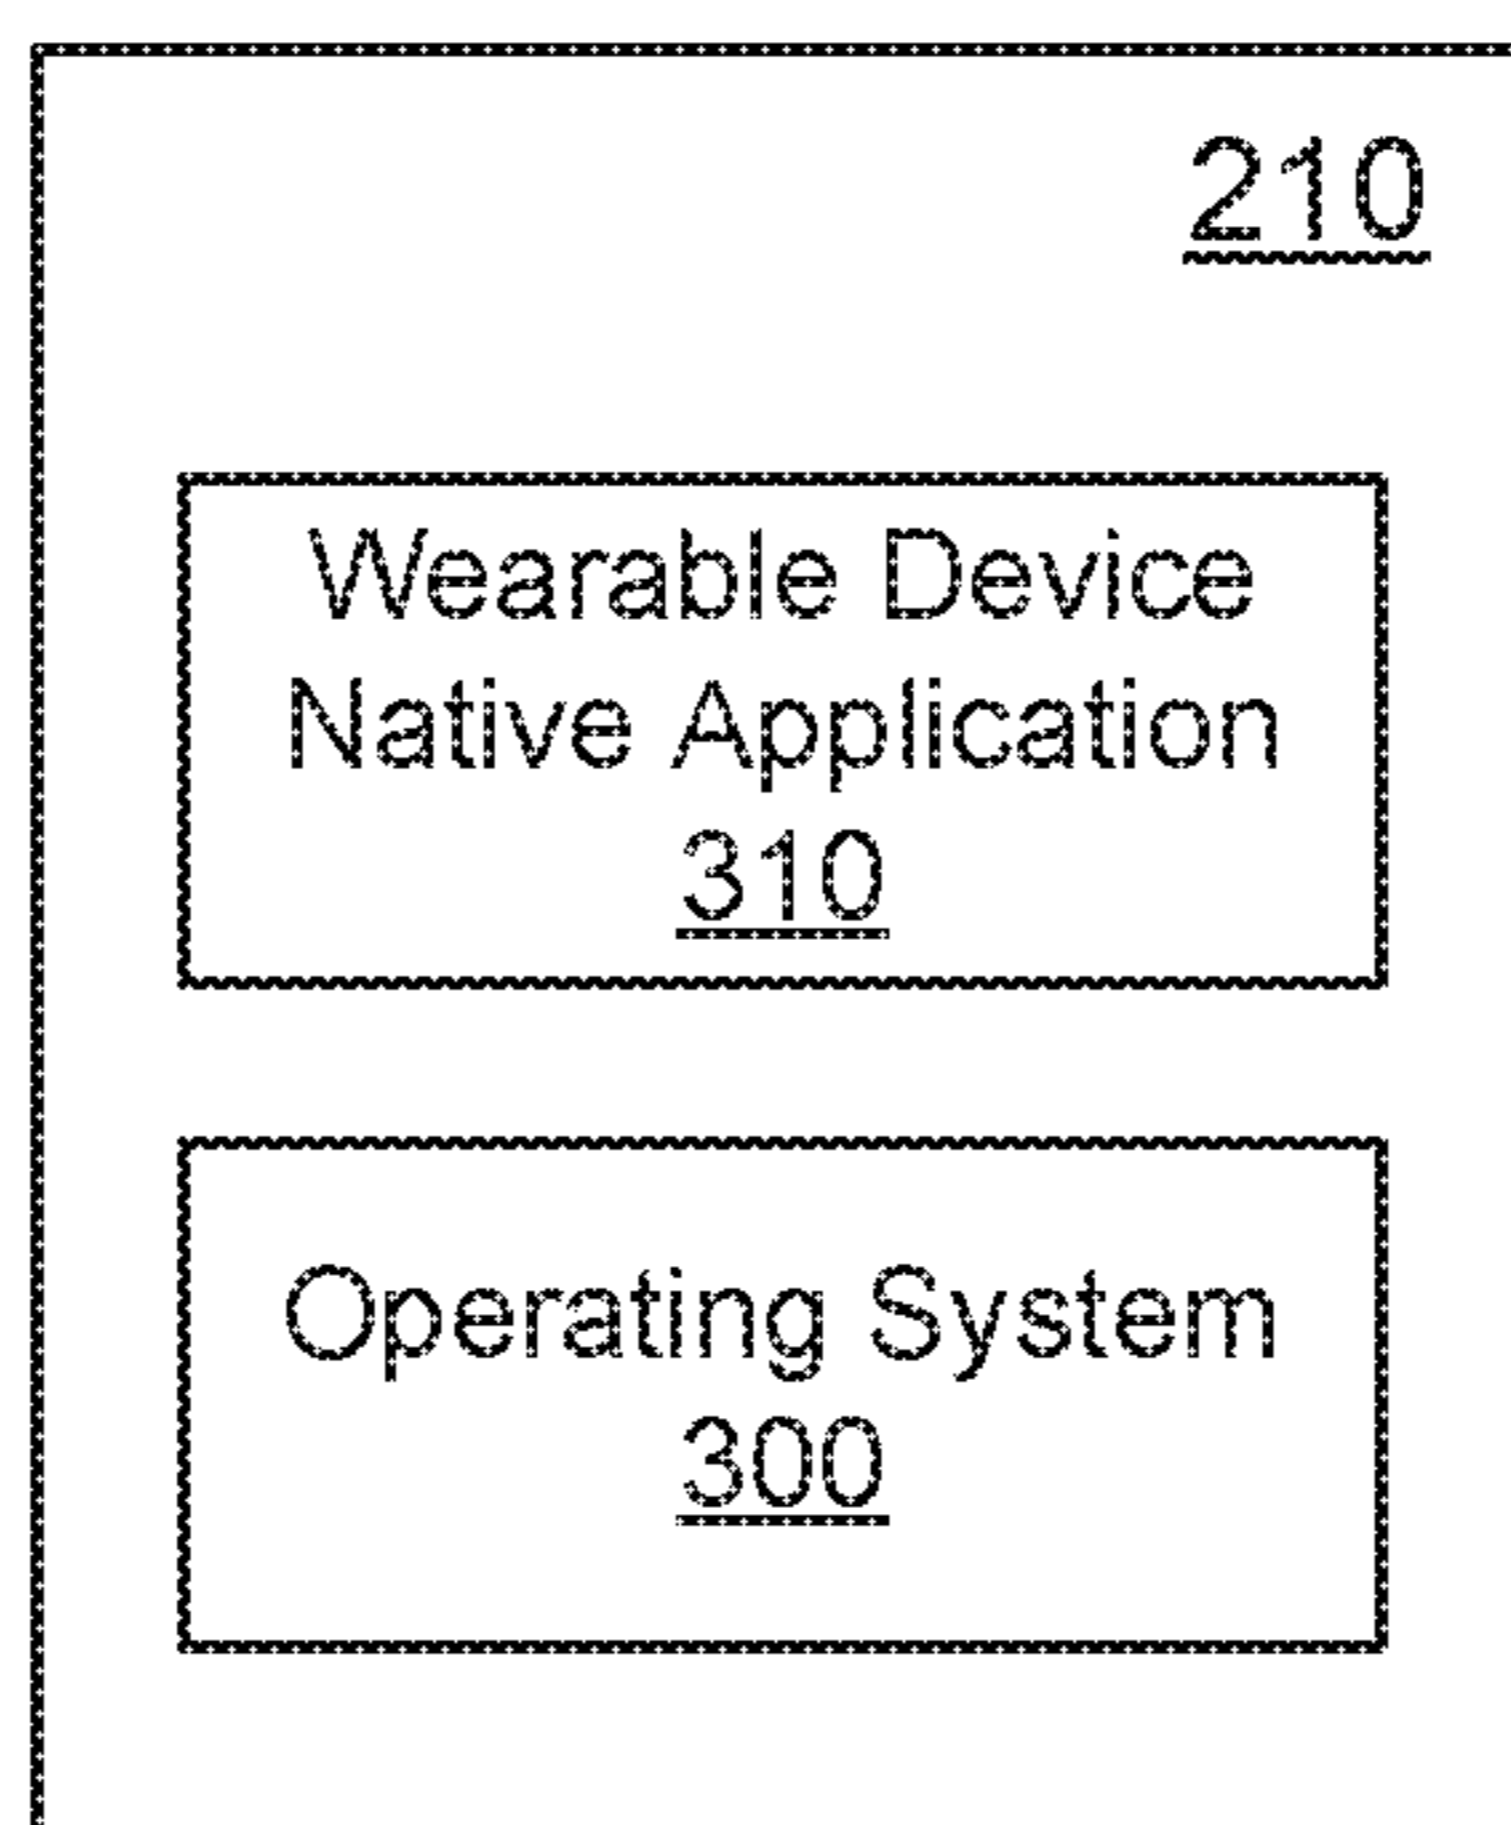 210
Wearable Device
Native Application
310
Operating System
300